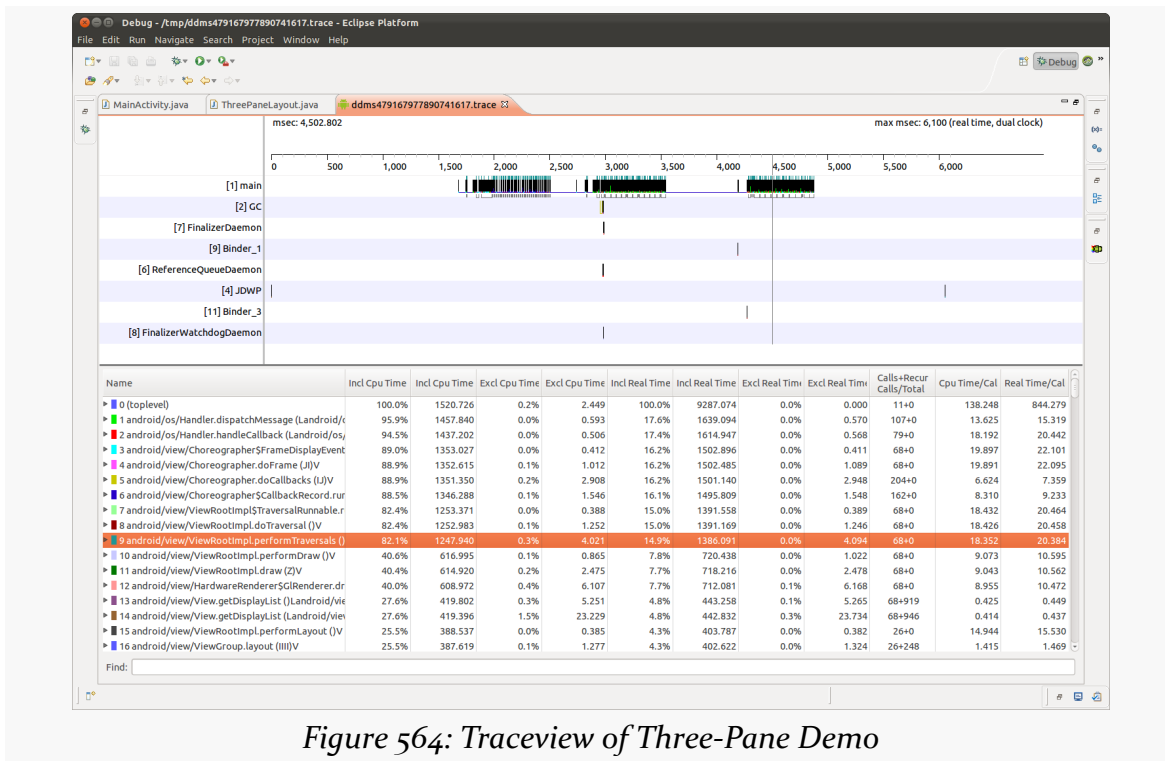 Debug - /tmp/ddms479167977890741617.trace - Eclipse Platform
File Edit Run Navigate Search Project Window Help
Debug »
MainActivity.java ThreePaneLayout.java ddms479167977890741617.trace
msec: 4,502.802 max msec: 6,100 (real time, dual clock)
0 500 1,000 1,500 2,000 2,500 3,000 3,500 4,000 4,500 5,000 5,500 6,000
[1] main
[2] GC
[7] FinalizerDaemon
[9] Binder_1
[6] ReferenceQueueDaemon
[4] JDWP
[11] Binder_3
[8] FinalizerWatchdogDaemon
Name Incl Cpu Time Incl Cpu Time Excl Cpu Time Excl Cpu Time Incl Real Time Incl Real Time Excl Real Time Excl Real Time Calls+Recur Calls/Total Cpu Time/Cal Real Time/Cal
0 (toplevel) 100.0% 1520.726 0.2% 2.449 100.0% 9287.074 0.0% 0.000 11+0 138.248 844.279
1 android/os/Handler.dispatchMessage (Landroid/c 95.9% 1457.840 0.0% 0.593 17.6% 1639.094 0.0% 0.570 107+0 13.625 15.319
2 android/os/Handler.handleCallback (Landroid/os/ 94.5% 1437.202 0.0% 0.506 17.4% 1614.947 0.0% 0.568 79+0 18.192 20.442
3 android/view/Choreographer$FrameDisplayEvent 89.0% 1353.027 0.0% 0.412 16.2% 1502.896 0.0% 0.411 68+0 19.897 22.101
4 android/view/Choreographer.doFrame (JI)V 88.9% 1352.615 0.1% 1.012 16.2% 1502.485 0.0% 1.089 68+0 19.891 22.095
5 android/view/Choreographer.doCallbacks (IJ)V 88.9% 1351.350 0.2% 2.908 16.2% 1501.140 0.0% 2.948 204+0 6.624 7.359
6 android/view/Choreographer$CallbackRecord.rur 88.5% 1346.288 0.1% 1.546 16.1% 1495.809 0.0% 1.548 162+0 8.310 9.233
7 android/view/ViewRootImpl$TraversalRunnable.r 82.4% 1253.371 0.0% 0.388 15.0% 1391.558 0.0% 0.389 68+0 18.432 20.464
8 android/view/ViewRootImpl.doTraversal ()V 82.4% 1252.983 0.1% 1.252 15.0% 1391.169 0.0% 1.246 68+0 18.426 20.458
9 android/view/ViewRootImpl.performTraversals () 82.1% 1247.940 0.3% 4.021 14.9% 1386.091 0.0% 4.094 68+0 18.352 20.384
10 android/view/ViewRootImpl.performDraw ()V 40.6% 616.995 0.1% 0.865 7.8% 720.438 0.0% 1.022 68+0 9.073 10.595
11 android/view/ViewRootImpl.draw (Z)V 40.4% 614.920 0.2% 2.475 7.7% 718.216 0.0% 2.478 68+0 9.043 10.562
12 android/view/HardwareRenderer$GlRenderer.dr 40.0% 608.972 0.4% 6.107 7.7% 712.081 0.1% 6.168 68+0 8.955 10.472
13 android/view/View.getDisplayList ()Landroid/vie 27.6% 419.802 0.3% 5.251 4.8% 443.258 0.1% 5.265 68+919 0.425 0.449
14 android/view/View.getDisplayList (Landroid/view 27.6% 419.396 1.5% 23.229 4.8% 442.832 0.3% 23.734 68+946 0.414 0.437
15 android/view/ViewRootImpl.performLayout ()V 25.5% 388.537 0.0% 0.385 4.3% 403.787 0.0% 0.382 26+0 14.944 15.530
16 android/view/ViewGroup.layout (IIII)V 25.5% 387.619 0.1% 1.277 4.3% 402.622 0.0% 1.324 26+248 1.415 1.469
Find:
Figure 564: Traceview of Three-Pane Demo